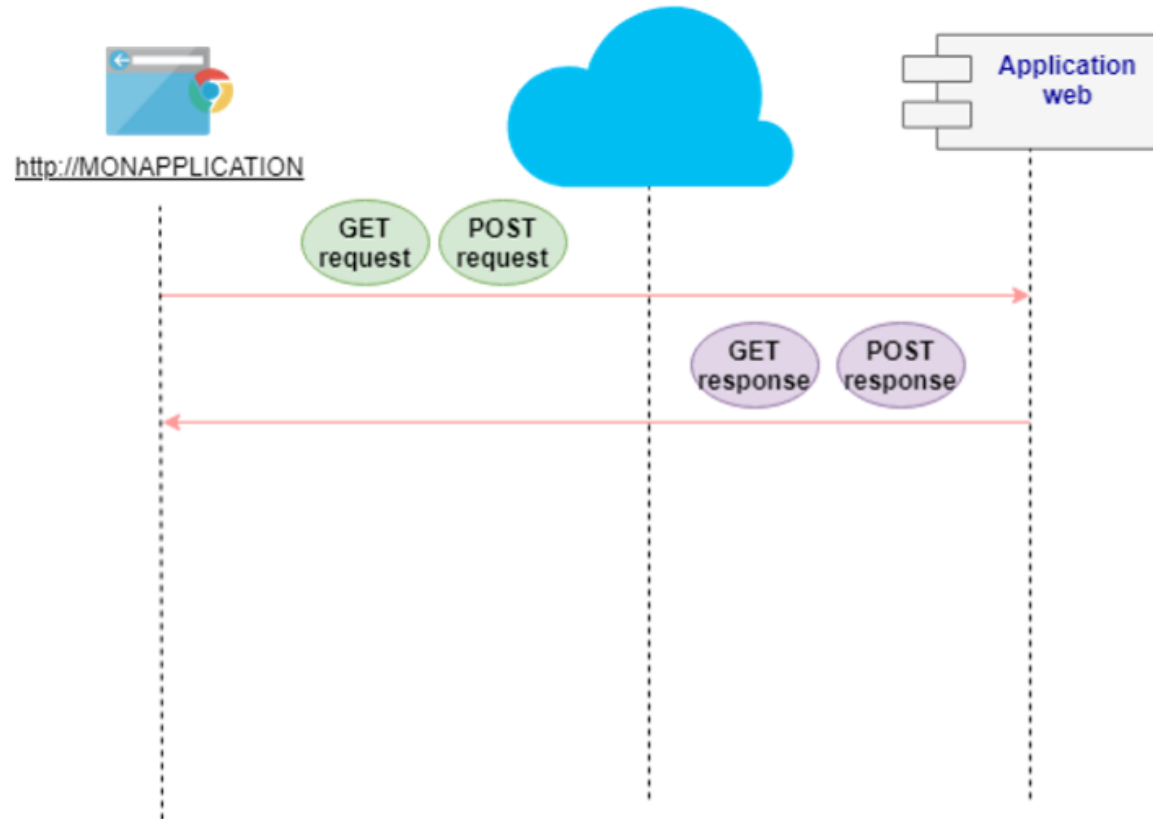 Application
web
http://MONAPPLICATION
GET
request
POST
request
GET
response
POST
response